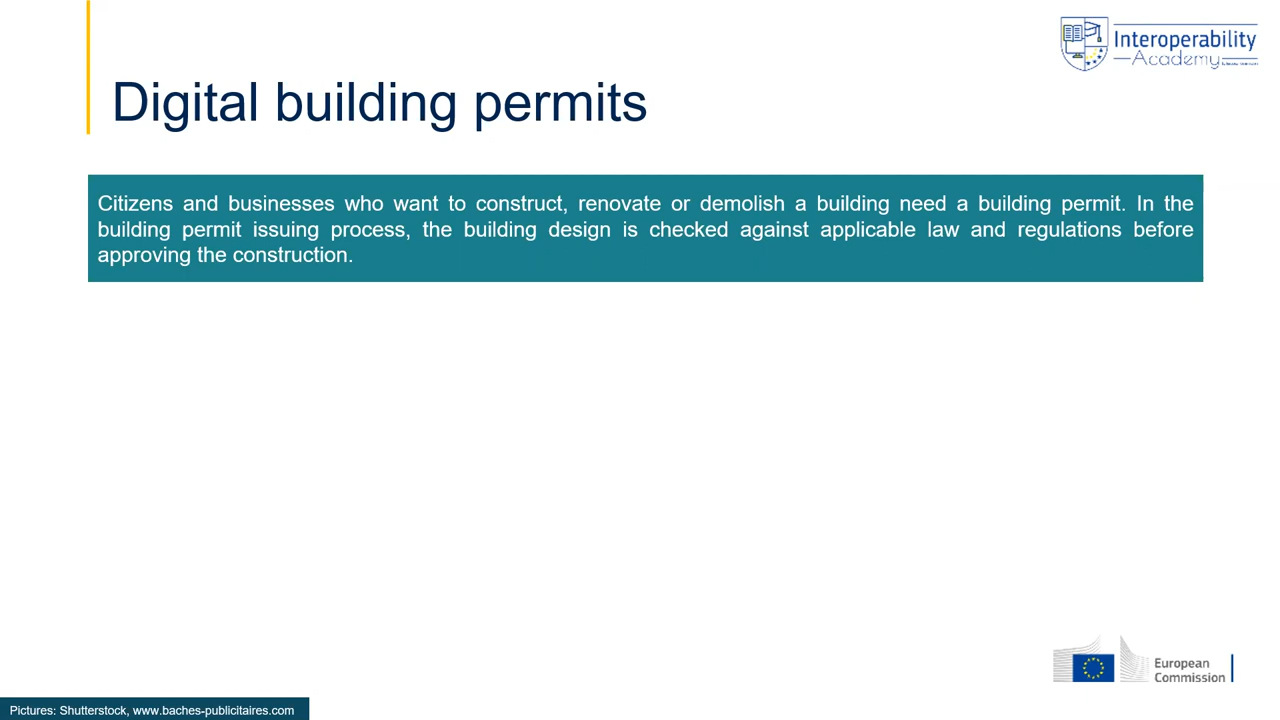 Interoperability
Academy
Digital building permits
Citizens and businesses who want to construct, renovate or demolish a building need a building permit. In the
building permit issuing process, the building design is checked against applicable law and regulations before
approving the construction.
European
Commission
Pictures: Shutterstock, www.baches-publicitaires.com